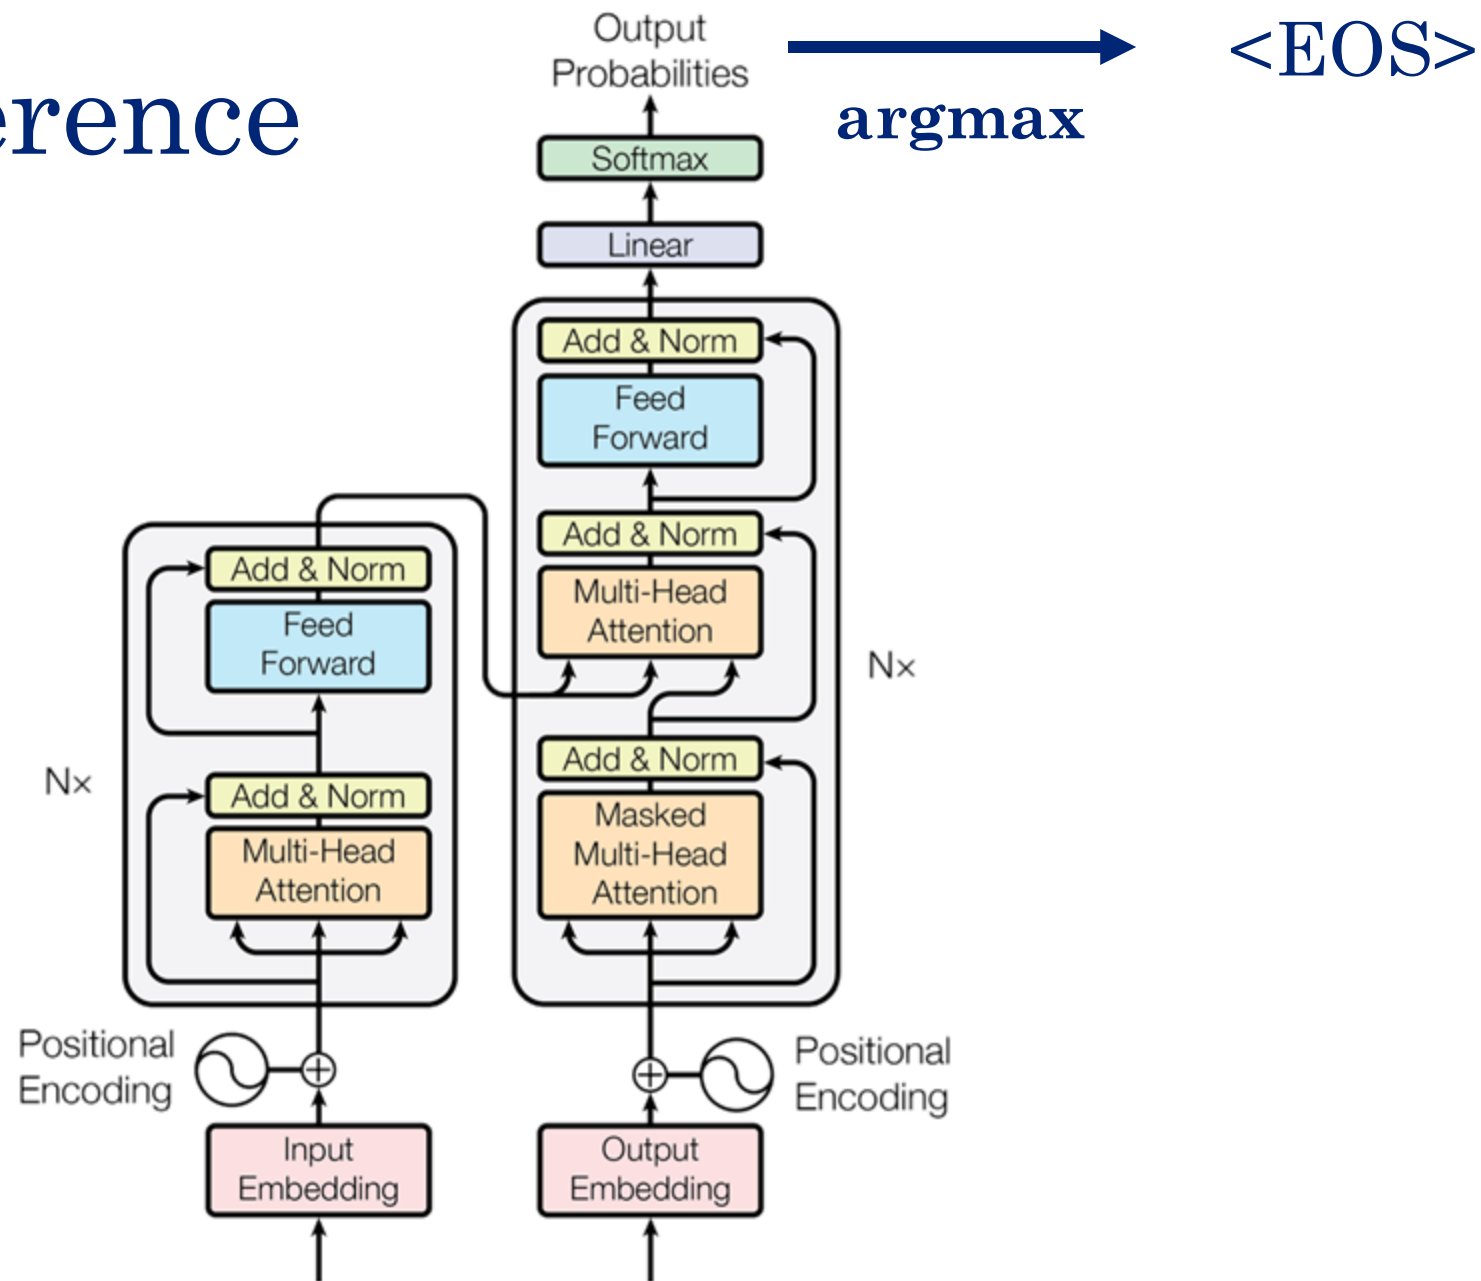 erence
Output
Probabilities
argmax
<EOS>
Softmax
Linear
Add & Norm
Feed
Forward
Add & Norm
Multi-Head
Attention
Nx
Add & Norm
Masked
Multi-Head
Attention
Add & Norm
Feed
Forward
Nx
Add & Norm
Multi-Head
Attention
Positional
Encoding
Positional
Encoding
Input
Embedding
Output
Embedding